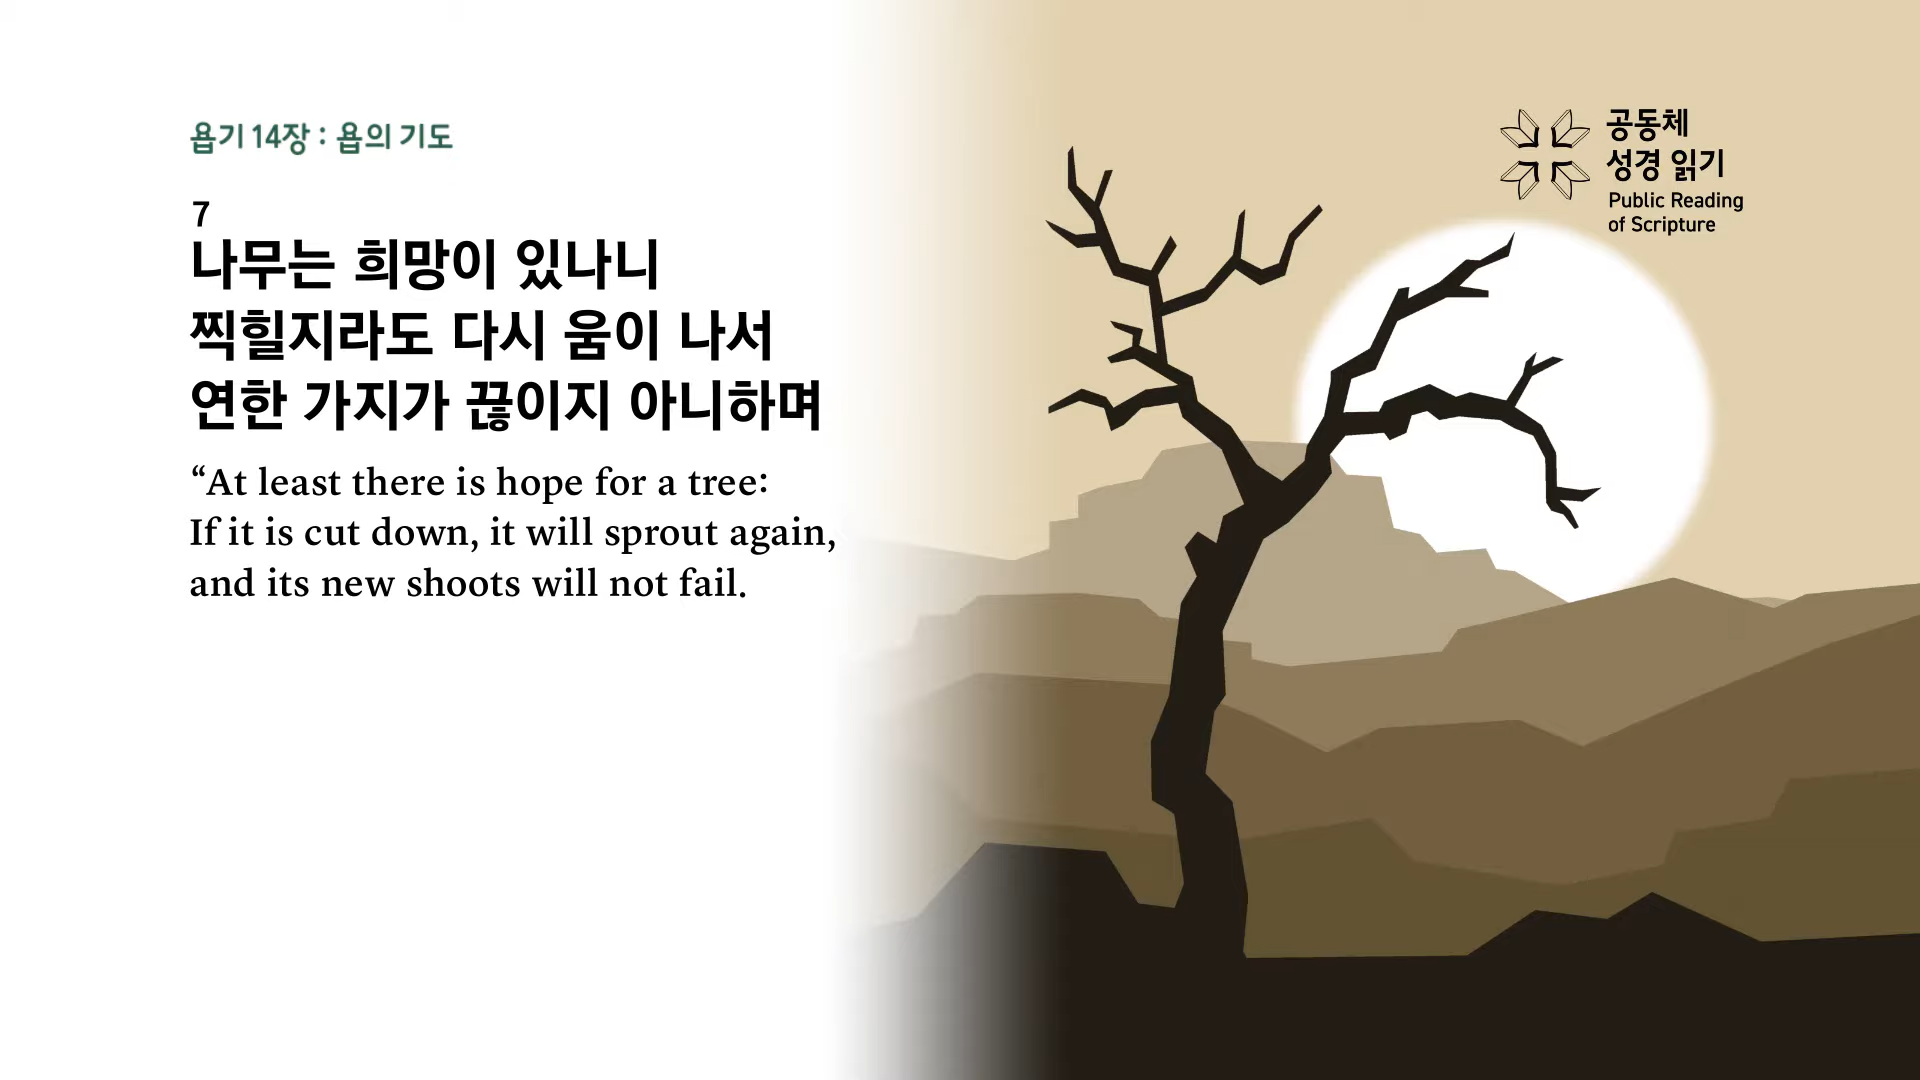 욥기 14장 : 욥의 기도
7
나무는 희망이 있나니
찍힐지라도 다시 움이 나서
연한 가지가 끊이지 아니하며
“At least there is hope for a tree:
If it is cut down, it will sprout again,
and its new shoots will not fail.
공동체
성경 읽기
Public Reading
of Scripture